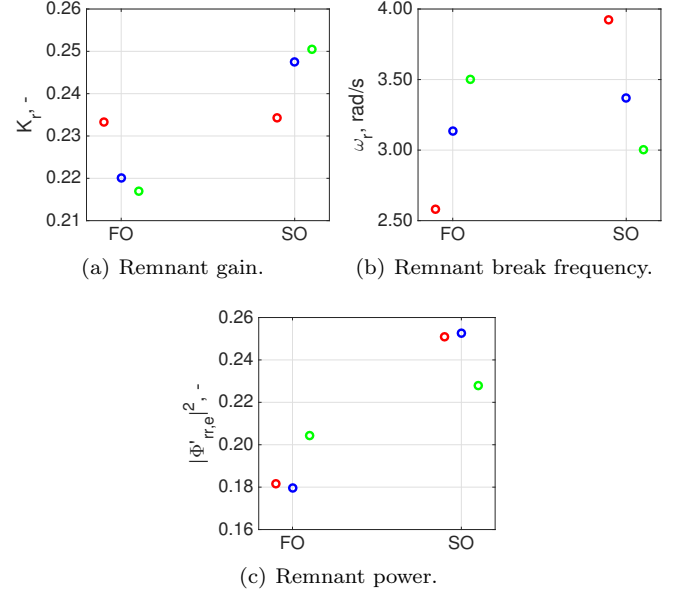 0.26
0.25
0.24
0.23
0.22
0.21
K_r, -
FO
SO
(a) Remnant gain.
4.00
3.50
3.00
2.50
ω_r, rad/s
FO
SO
(b) Remnant break frequency.
0.26
0.24
0.22
0.20
0.18
0.16
|Φ'_rr,e|^2, -
FO
SO
(c) Remnant power.